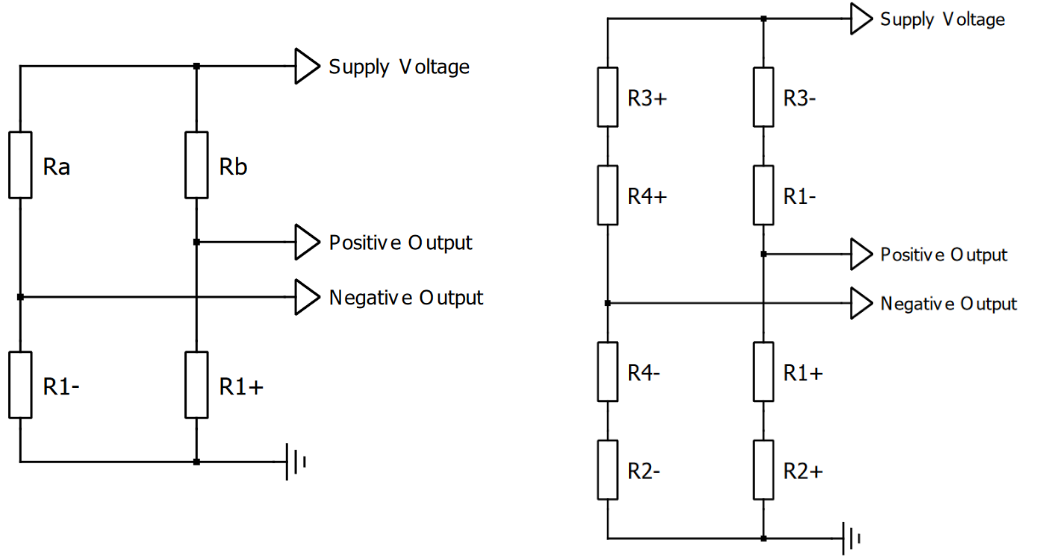 Supply Voltage
Ra
Rb
Positive Output
Negative Output
R1-
R1+
Supply Voltage
R3+
R3-
R4+
R1-
Positive Output
Negative Output
R4-
R1+
R2-
R2+